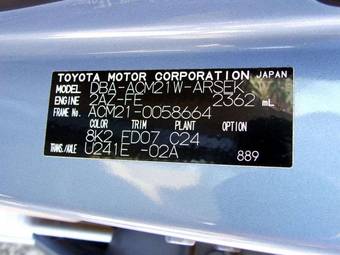 TOYOTA MOTOR CORPORATION JAPAN
MODEL DBA-ACM21W-ARSEK
ENGINE 2AZ-FE 2362 mL
FRAME No. ACM21-0058664
COLOR TRIM PLANT OPTION
8K2 FD07 C24
TRANS./AXLE U241E -02A 889